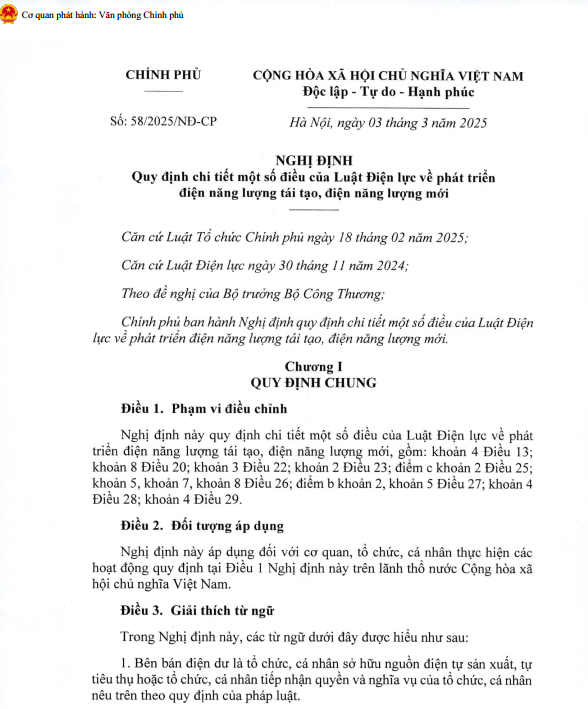 Cơ quan phát hành: Văn phòng Chính phủ
CHÍNH PHỦ
CỘNG HÒA XÃ HỘI CHỦ NGHĨA VIỆT NAM
Độc lập - Tự do - Hạnh phúc
Số: 58/2025/NĐ-CP
Hà Nội, ngày 03 tháng 3 năm 2025
NGHỊ ĐỊNH
Quy định chi tiết một số điều của Luật Điện lực về phát triển
điện năng lượng tái tạo, điện năng lượng mới
Căn cứ Luật Tổ chức Chính phủ ngày 18 tháng 02 năm 2025;
Căn cứ Luật Điện lực ngày 30 tháng 11 năm 2024;
Theo đề nghị của Bộ trưởng Bộ Công Thương;
Chính phủ ban hành Nghị định quy định chi tiết một số điều của Luật Điện
lực về phát triển điện năng lượng tái tạo, điện năng lượng mới.
Chương I
QUY ĐỊNH CHUNG
Điều 1. Phạm vi điều chỉnh
Nghị định này quy định chi tiết một số điều của Luật Điện lực về phát
triển điện năng lượng tái tạo, điện năng lượng mới, gồm: khoản 4 Điều 13;
khoản 8 Điều 20; khoản 3 Điều 22; khoản 2 Điều 23; điểm c khoản 2 Điều 25;
khoản 5, khoản 7, khoản 8 Điều 26; điểm b khoản 2, khoản 5 Điều 27; khoản 4
Điều 28; khoản 4 Điều 29.
Điều 2. Đối tượng áp dụng
Nghị định này áp dụng đối với cơ quan, tổ chức, cá nhân thực hiện các
hoạt động quy định tại Điều 1 Nghị định này trên lãnh thổ nước Cộng hòa xã
hội chủ nghĩa Việt Nam.
Điều 3. Giải thích từ ngữ
Trong Nghị định này, các từ ngữ dưới đây được hiểu như sau:
1. Bên bán điện dư là tổ chức, cá nhân sở hữu nguồn điện tự sản xuất, tự
tiêu thụ hoặc tổ chức, cá nhân tiếp nhận quyền và nghĩa vụ của tổ chức, cá nhân
nêu trên theo quy định của pháp luật.